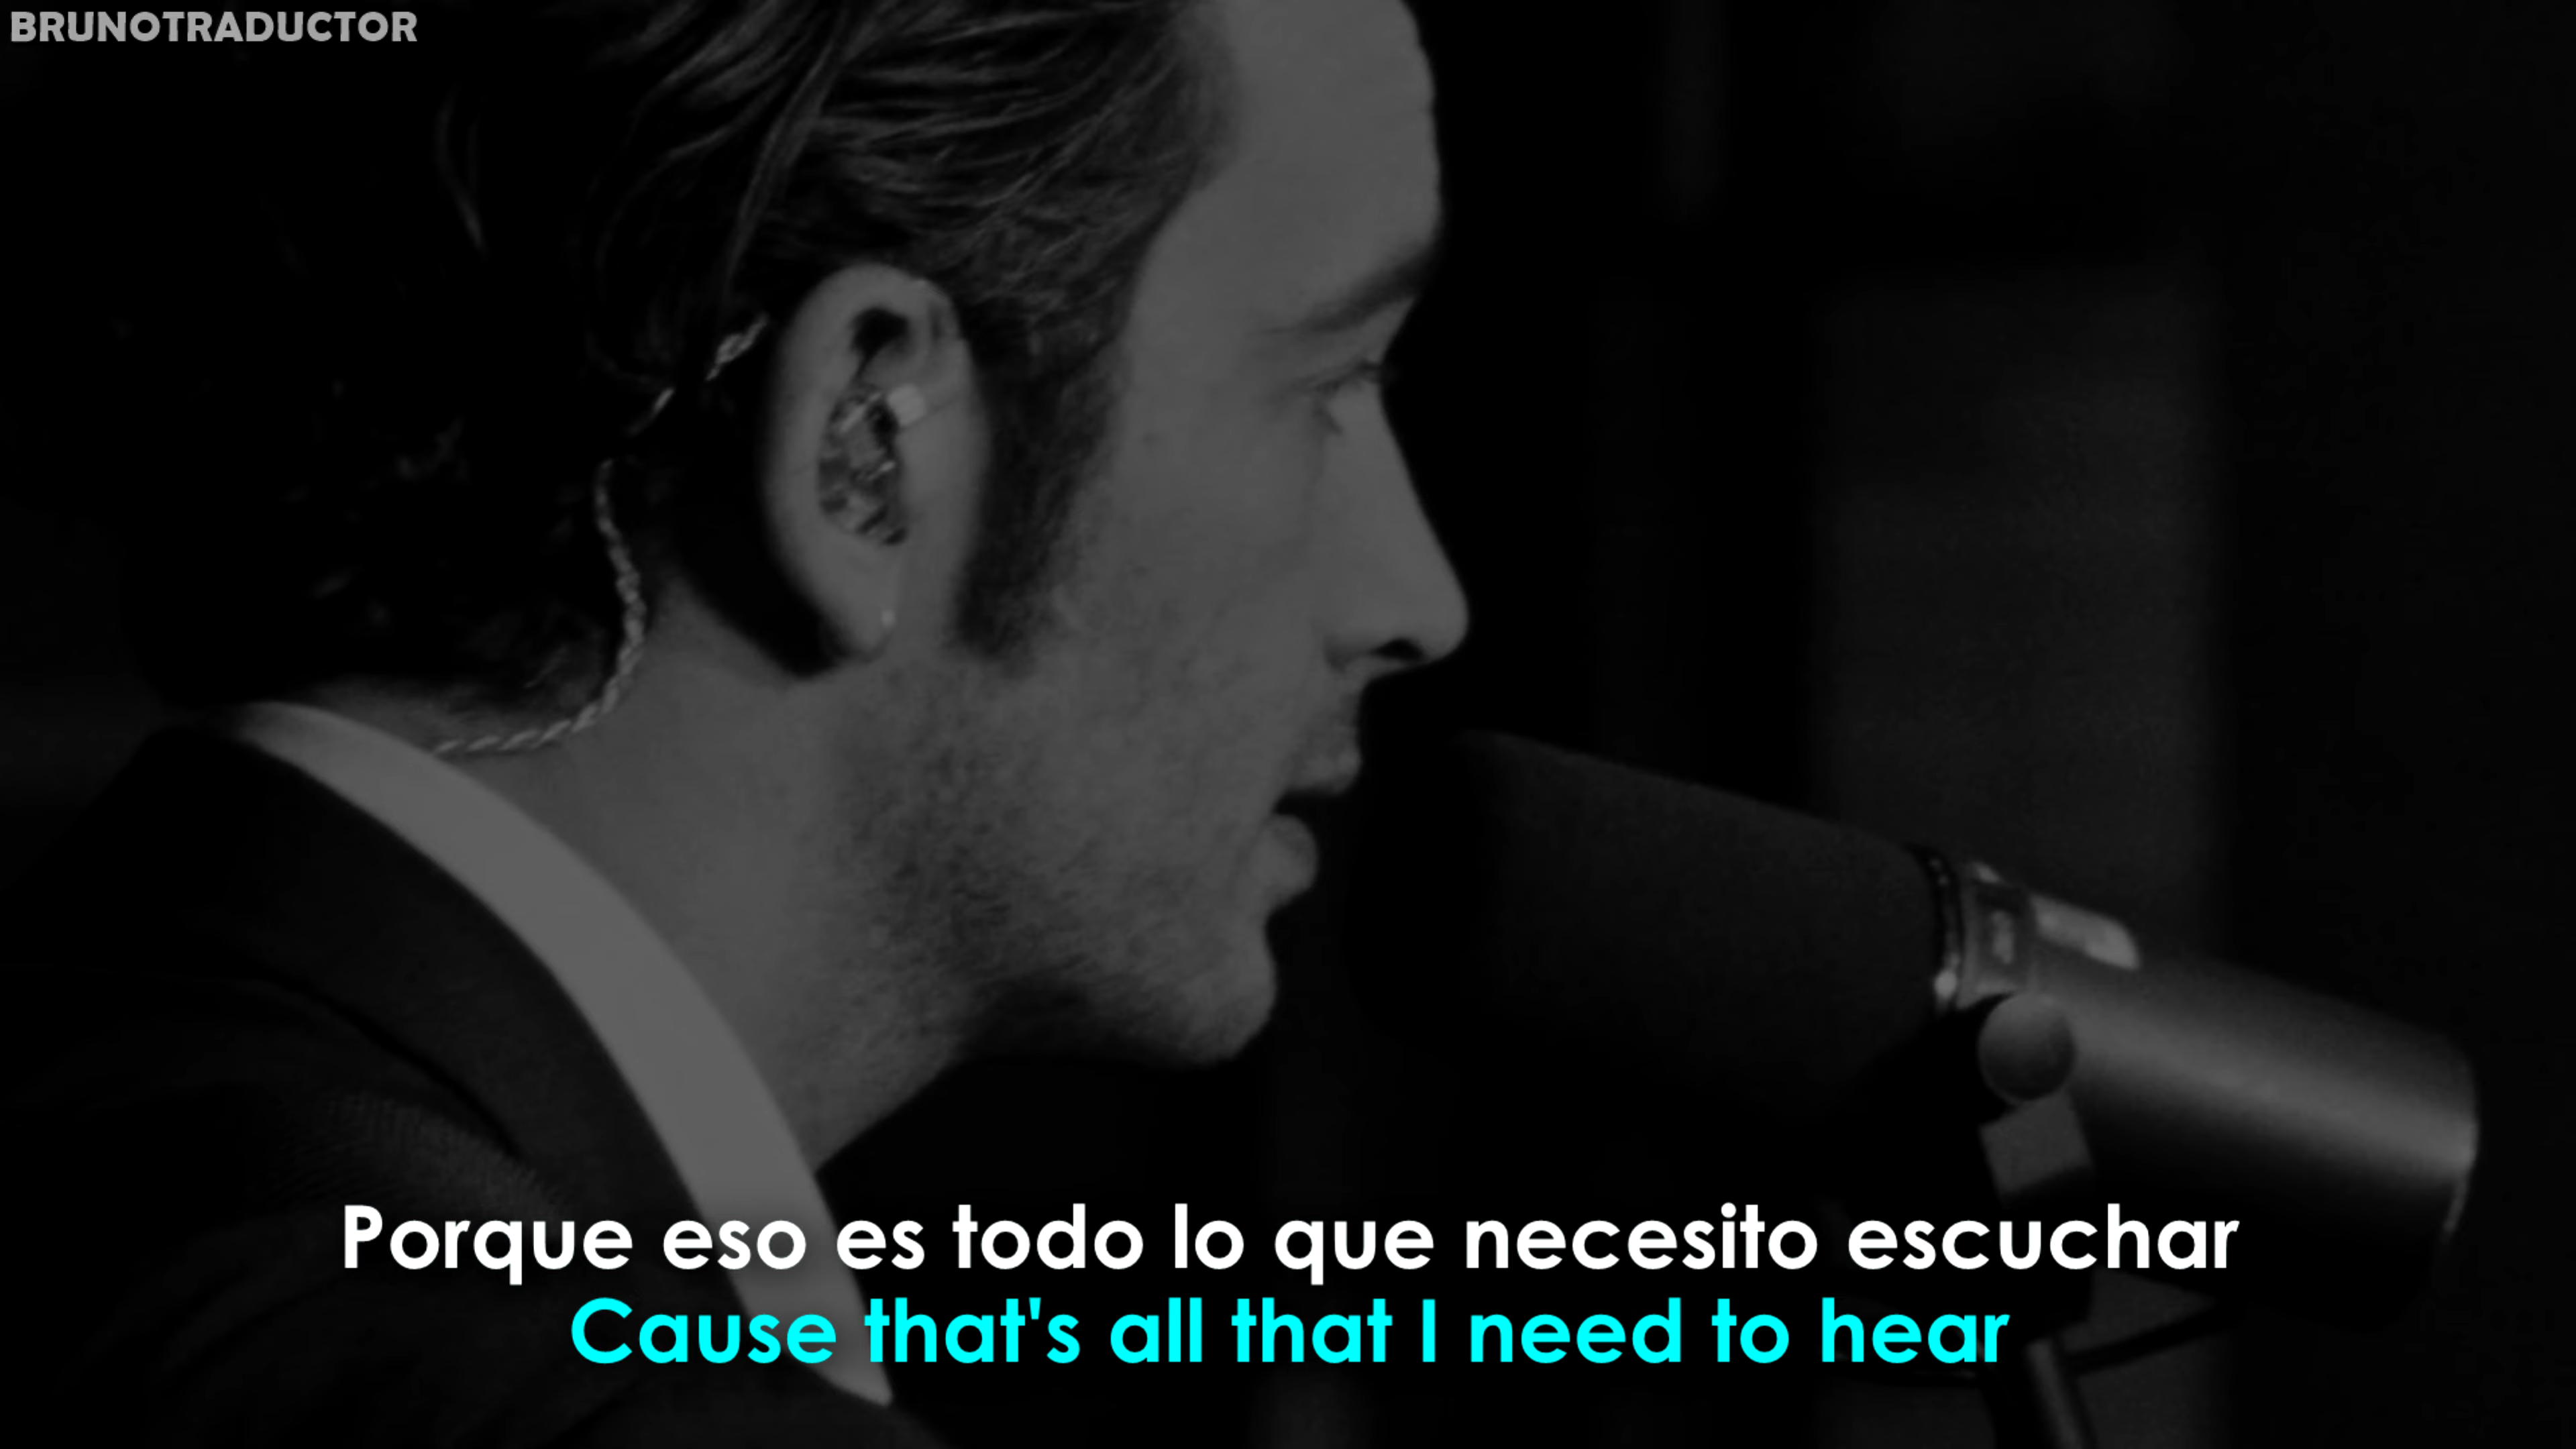 BRUNOTRADUCTOR
Porque eso es todo lo que necesito escuchar
Cause that's all that I need to hear